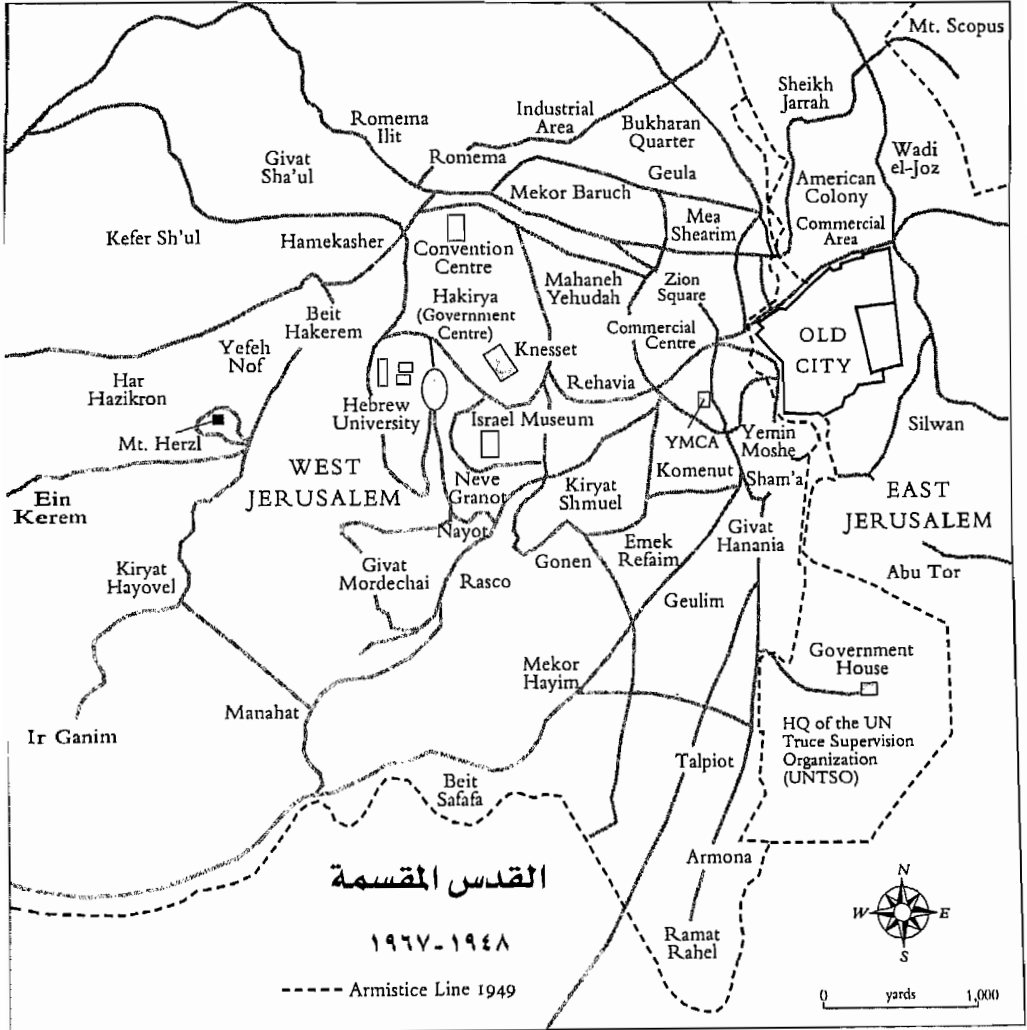 Mt. Scopus
Sheikh
Jarrah
Industrial
Area
Bukharan
Quarter
Romema
Ilit
Wadi
el-Joz
Romema
Givat
Sha'ul
Geula
American
Colony
Mekor Baruch
Mea
Shearim
Commercial
Area
Kefer Sh'ul
Hamekasher
Convention
Centre
Mahaneh
Yehudah
Zion
Square
Hakirya
(Government
Centre)
Beit
Hakerem
Commercial
Centre
OLD
CITY
Yefeh
Nof
Knesset
Har
Hazikron
Rehavia
Hebrew
University
Israel Museum
Mt. Herzl
YMCA
Yemin
Moshe
Silwan
WEST
JERUSALEM
Neve
Granot
Kiryat
Shmuel
Komenut
Sham'a
EAST
JERUSALEM
Ein
Kerem
Nayot
Givat
Hanania
Gonen
Emek
Refaim
Kiryat
Hayovel
Givat
Mordechai
Rasco
Abu Tor
Geulim
Government
House
Mekor
Hayim
Manahat
Ir Ganim
HQ of the UN
Truce Supervision
Organization
(UNTSO)
Talpiot
Beit
Safafa
Armona
القدس المقسمة
١٩٤٨-١٩٦٧
Ramat
Rahel
N
W
E
S
Armistice Line 1949
0 yards 1,000